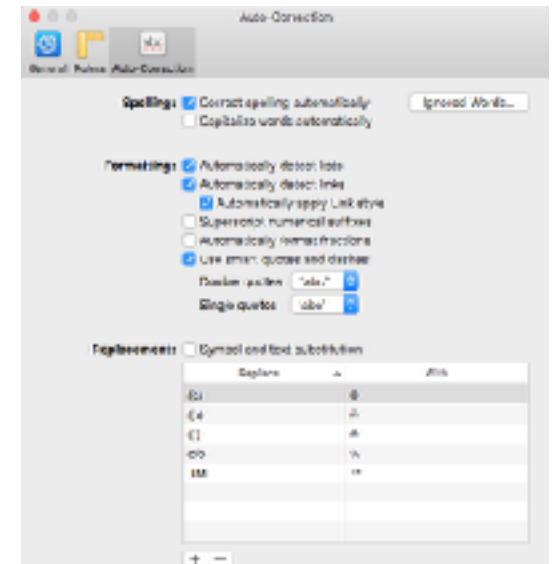 Auto-Correction
General Rulers Auto-Correction
Spelling: Correct spelling automatically Ignored Words...
Capitalize words automatically
Formatting: Automatically detect lists
Automatically detect links
Automatically apply Link style
Superscript numerical suffixes
Automatically format fractions
Use smart quotes and dashes
Double quotes "abc"
Single quotes 'abc'
Replacement: Symbol and text substitution
Replace With
+ −